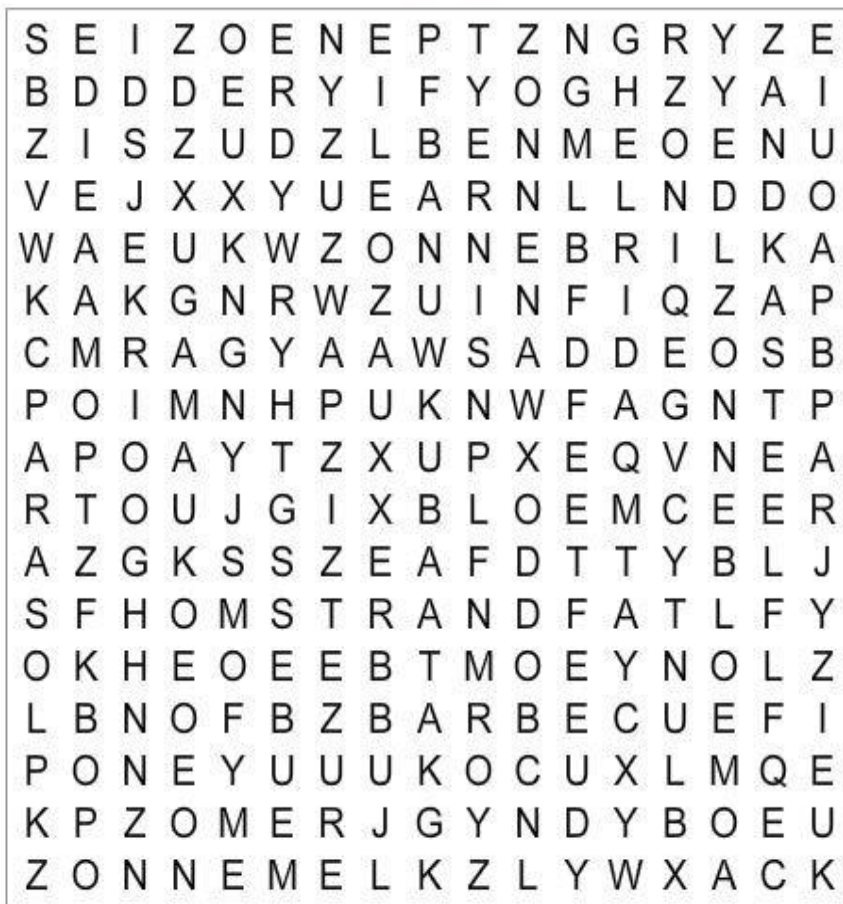 S E I Z O E N E P T Z N G R Y Z E
B D D D E R Y I F Y O G H Z Y A I
Z I S Z U D Z L B E N M E O E N U
V E J X X Y U E A R N L L N D D O
W A E U K W Z O N N E B R I L K A
K A K G N R W Z U I N F I Q Z A P
C M R A G Y A A W S A D D E O S B
P O I M N H P U K N W F A G N T P
A P O A Y T Z X U P X E Q V N E A
R T O U J G I X B L O E M C E E R
A Z G K S S Z E A F D T T Y B L J
S F H O M S T R A N D F A T L F Y
O K H E O E E B T M O E Y N O L Z
L B N O F B Z B A R B E C U E F I
P O N E Y U U U K O C U X L M Q E
K P Z O M E R J G Y N D Y B O E U
Z O N N E M E L K Z L Y W X A C K